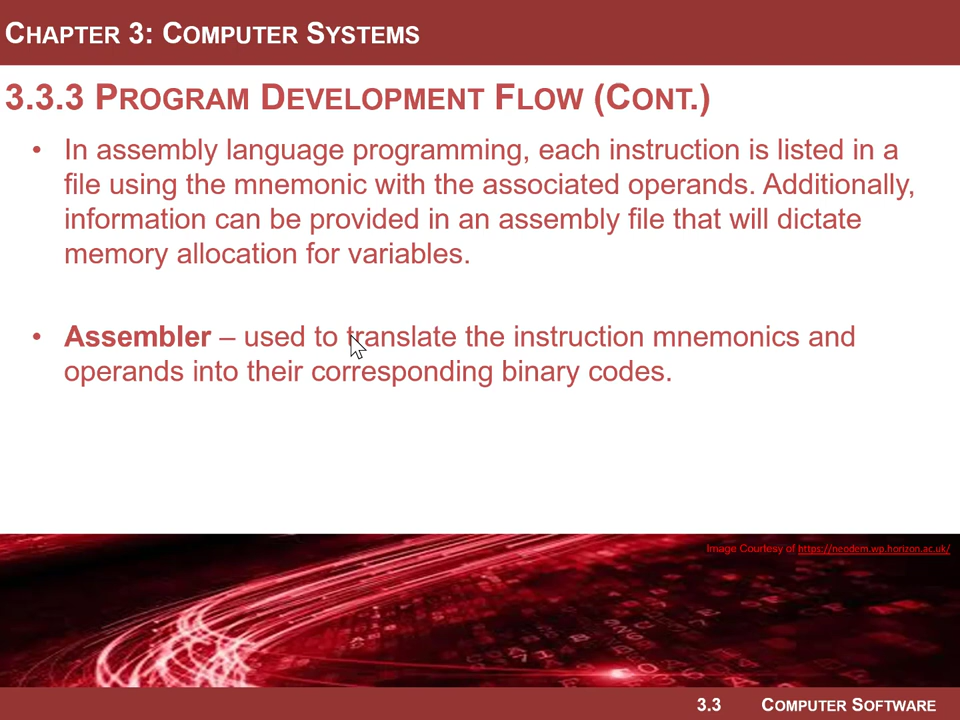 CHAPTER 3: COMPUTER SYSTEMS
3.3.3 PROGRAM DEVELOPMENT FLOW (CONT.)
• In assembly language programming, each instruction is listed in a
file using the mnemonic with the associated operands. Additionally,
information can be provided in an assembly file that will dictate
memory allocation for variables.
• Assembler – used to translate the instruction mnemonics and
operands into their corresponding binary codes.
Image Courtesy of https://neodem.wp.horizon.ac.uk/
3.3 COMPUTER SOFTWARE